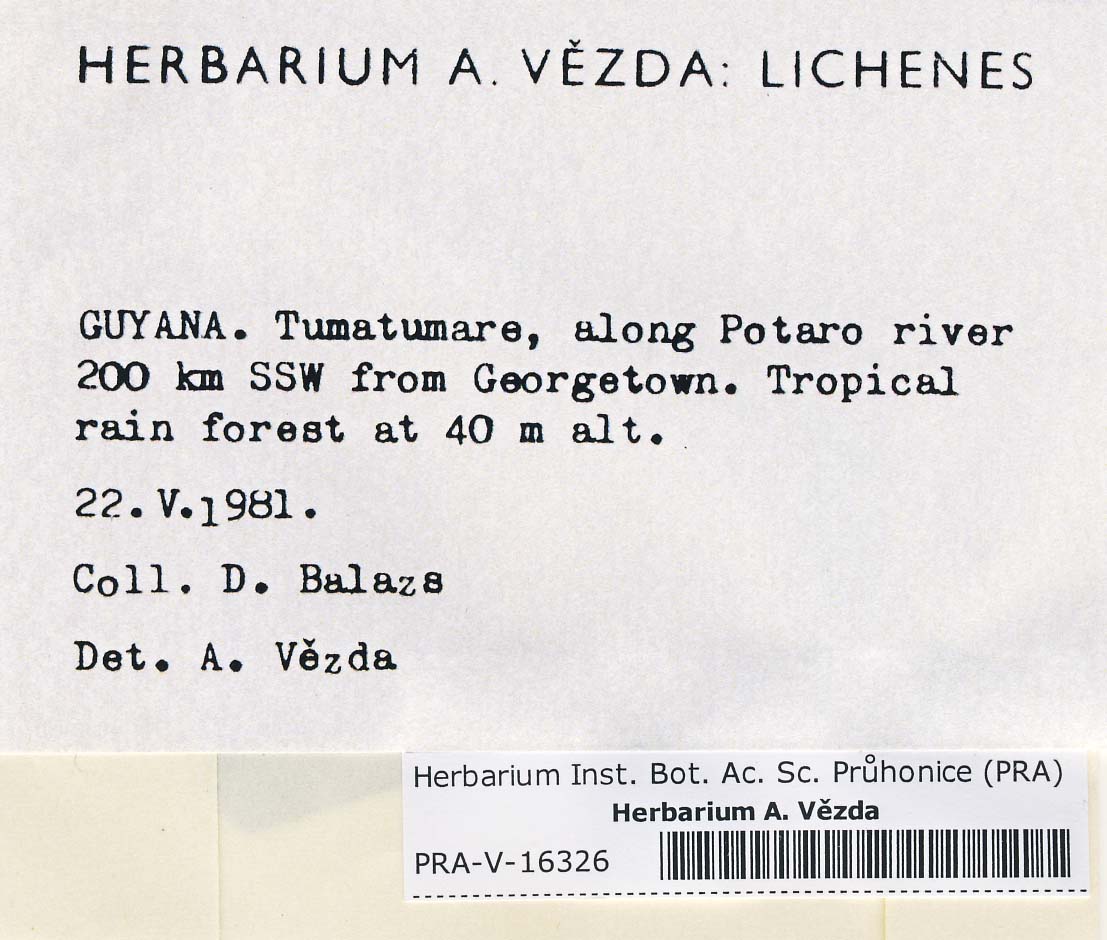 HERBARIUM A. VĚZDA: LICHENES
GUYANA. Tumatumare, along Potaro river
200 km SSW from Georgetown. Tropical
rain forest at 40 m alt.
22.V.1981.
Coll. D. Balazs
Det. A. Vězda
Herbarium Inst. Bot. Ac. Sc. Průhonice (PRA)
Herbarium A. Vězda
PRA-V-16326